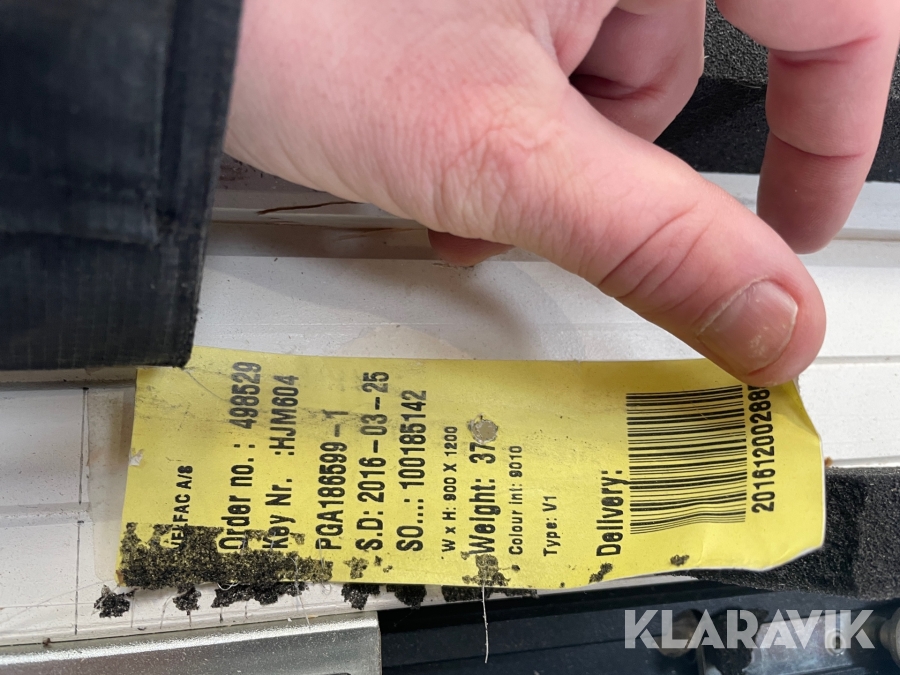 VELFAC A/S
Order no.: 498529
Key Nr. :HJM604
PGA186599-1
S.D: 2016-03-25
SO....: 100185142
W x H: 900 X 1200
Weight: 37
Colour Int: 9010
Type: V1
Delivery:
KLARAVIK